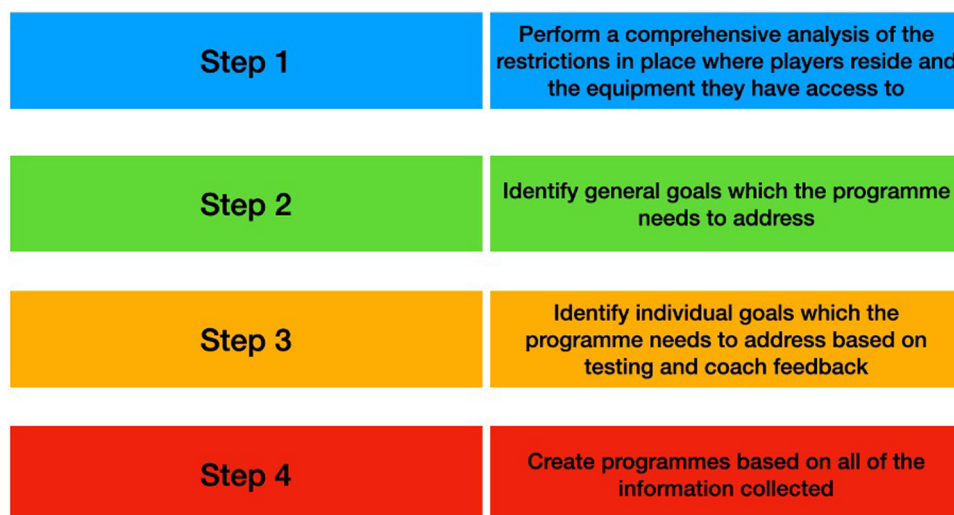 Step 1
Perform a comprehensive analysis of the
restrictions in place where players reside and
the equipment they have access to
Step 2
Identify general goals which the programme
needs to address
Step 3
Identify individual goals which the
programme needs to address based on
testing and coach feedback
Step 4
Create programmes based on all of the
information collected